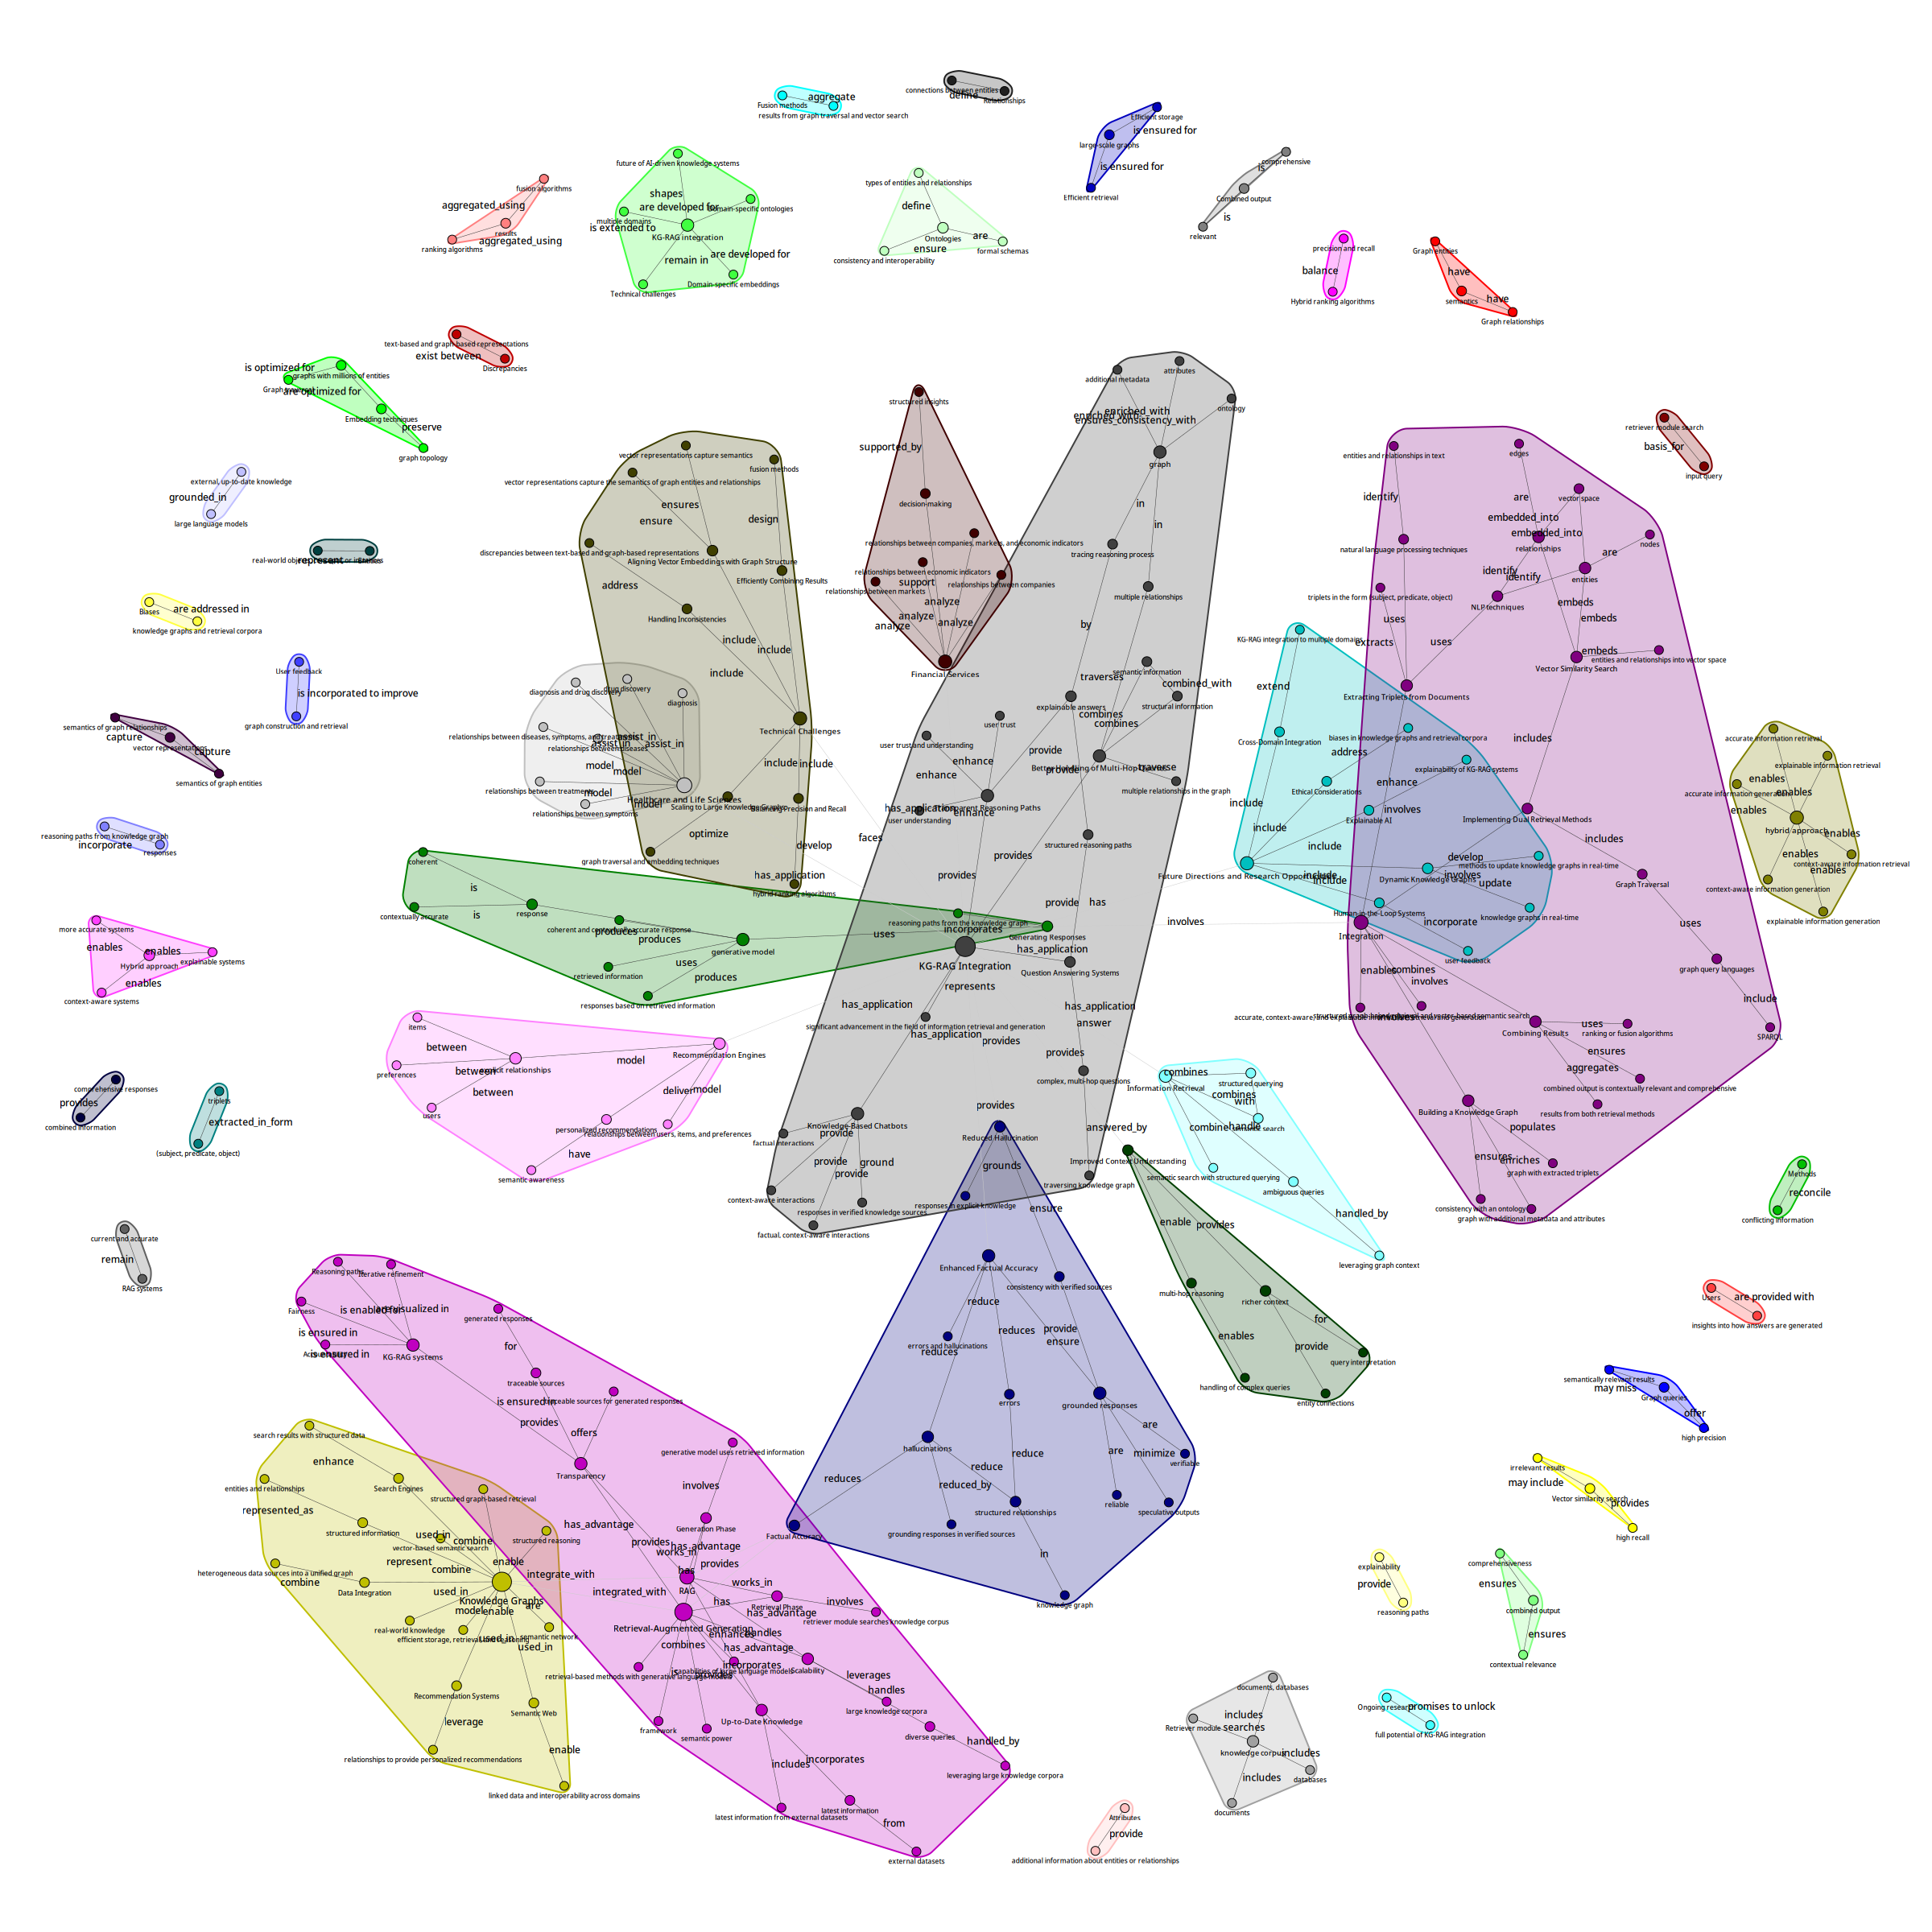 connections between entities
define
Relationships
Fusion methods
aggregate
results from graph traversal and vector search
Efficient storage
is ensured for
large-scale graphs
is ensured for
Efficient retrieval
comprehensive
is
Combined output
is
relevant
fusion algorithms
aggregated_using
results
ranking algorithms
aggregated_using
future of AI-driven knowledge systems
shapes
are developed for
multiple domains
Domain-specific ontologies
is extended to
KG-RAG integration
remain in
are developed for
Technical challenges
Domain-specific embeddings
types of entities and relationships
define
Ontologies
are
ensure
formal schemas
consistency and interoperability
precision and recall
balance
Hybrid ranking algorithms
Graph entities
have
semantics
have
Graph relationships
text-based and graph-based representations
exist between
Discrepancies
is optimized for
graphs with millions of entities
are optimized for
Embedding techniques
preserve
graph topology
external, up-to-date knowledge
grounded_in
large language models
represent
Biases
are addressed in
knowledge graphs and retrieval corpora
User feedback
is incorporated to improve
graph construction and retrieval
semantics of graph relationships
capture
vector representations
capture
semantics of graph entities
reasoning paths from knowledge graph
incorporate
responses
more accurate systems
enables
enables
Hybrid approach
explainable systems
enables
context-aware systems
comprehensive responses
provides
combined information
triplets
extracted_in_form
(subject, predicate, object)
current and accurate
remain
RAG systems
vector representations capture semantics
fusion methods
vector representations capture the semantics of graph entities and relationships
ensures
ensure
design
discrepancies between text-based and graph-based representations
Aligning Vector Embeddings with Graph Structure
Efficiently Combining Results
address
Handling Inconsistencies
include
include
include
Technical Challenges
include
include
Scaling to Large Knowledge Graphs
Balancing Precision and Recall
optimize
develop
graph traversal and embedding techniques
hybrid ranking algorithms
diagnosis and drug discovery
drug discovery
diagnosis
relationships between diseases, symptoms, and treatments
relationships between diseases
assist_in
assist_in
assist_in
model
model
relationships between treatments
model
model
Healthcare and Life Sciences
relationships between symptoms
structured insights
supported_by
decision-making
relationships between companies, markets, and economic indicators
relationships between economic indicators
relationships between markets
support
relationships between companies
analyze
analyze
analyze
analyze
Financial Services
attributes
additional metadata
ontology
enriched_with
enriched_with
ensures_consistency_with
graph
in
in
tracing reasoning process
multiple relationships
by
traverses
semantic information
combined_with
structural information
explainable answers
combines
combines
user trust
user trust and understanding
provide
enhance
enhance
Better Handling of Multi-Hop Queries
traverse
multiple relationships in the graph
provide
has_application
Transparent Reasoning Paths
user understanding
enhance
faces
structured reasoning paths
provides
provides
has_application
provide
has
involves
reasoning paths from the knowledge graph
incorporates
Generating Responses
has_application
KG-RAG Integration
Question Answering Systems
represents
has_application
has_application
answer
significant advancement in the field of information retrieval and generation
has_application
provides
provides
complex, multi-hop questions
provides
answered_by
traversing knowledge graph
Knowledge-Based Chatbots
factual interactions
provide
provide
provide
ground
context-aware interactions
responses in verified knowledge sources
factual, context-aware interactions
coherent
is
contextually accurate
is
response
coherent and contextually accurate response
produces
produces
generative model
uses
uses
retrieved information
produces
responses based on retrieved information
items
between
preferences
between
explicit relationships
between
users
Recommendation Engines
model
deliver
model
personalized recommendations
relationships between users, items, and preferences
have
semantic awareness
KG-RAG integration to multiple domains
extend
Cross-Domain Integration
biases in knowledge graphs and retrieval corpora
address
explainability of KG-RAG systems
Ethical Considerations
enhance
include
include
Explainable AI
involves
include
Future Directions and Research Opportunities
include
include
develop
methods to update knowledge graphs in real-time
Dynamic Knowledge Graphs
involves
update
Human-in-the-Loop Systems
incorporate
knowledge graphs in real-time
user feedback
entities and relationships in text
edges
identify
vector space
are
embedded_into
embedded_into
natural language processing techniques
relationships
nodes
are
identify
identify
entities
triplets in the form (subject, predicate, object)
NLP techniques
embeds
uses
embeds
extracts
uses
embeds
Vector Similarity Search
entities and relationships into vector space
Extracting Triplets from Documents
includes
Implementing Dual Retrieval Methods
includes
Graph Traversal
uses
graph query languages
include
SPARQL
Integration
enables
combines
involves
involves
Combining Results
uses
ranking or fusion algorithms
ensures
aggregates
combined output is contextually relevant and comprehensive
results from both retrieval methods
Building a Knowledge Graph
populates
ensures
enriches
graph with extracted triplets
consistency with an ontology
graph with additional metadata and attributes
retriever module search
basis_for
input query
accurate information retrieval
explainable information retrieval
enables
accurate information generation
enables
enables
hybrid approach
enables
enables
context-aware information retrieval
enables
context-aware information generation
explainable information generation
Information Retrieval
combines
structured querying
combines
with
combine
handle
semantic search
semantic search with structured querying
ambiguous queries
handled_by
leveraging graph context
Improved Context Understanding
enable
provides
multi-hop reasoning
richer context
enables
for
provide
query interpretation
handling of complex queries
entity connections
Methods
reconcile
conflicting information
Users
are provided with
insights into how answers are generated
semantically relevant results
may miss
Graph queries
offer
high precision
irrelevant results
may include
Vector similarity search
provides
high recall
explainability
provide
reasoning paths
comprehensiveness
ensures
combined output
ensures
contextual relevance
Ongoing research
promises to unlock
full potential of KG-RAG integration
documents, databases
includes
Retriever module
searches
knowledge corpus
includes
databases
includes
documents
Attributes
provide
additional information about entities or relationships
Reduced Hallucination
grounds
responses in explicit knowledge
ensure
Enhanced Factual Accuracy
consistency with verified sources
reduce
reduces
provide
ensure
errors and hallucinations
reduces
errors
grounded responses
are
hallucinations
reduce
are
minimize
verifiable
reduces
reduce
reduced_by
reliable
speculative outputs
structured relationships
Factual Accuracy
grounding responses in verified sources
in
knowledge graph
Reasoning paths
Iterative refinement
Fairness
is enabled for
are visualized in
generated responses
is ensured in
is ensured in
KG-RAG systems
for
traceable sources
is ensured in
traceable sources for generated responses
provides
offers
Transparency
generative model uses retrieved information
involves
has_advantage
Generation Phase
provides
works_in
has_advantage
provides
has
RAG
integrated_with
works_in
has
Retrieval Phase
involves
retriever module searches knowledge corpus
Retrieval-Augmented Generation
has_advantage
enhances
handles
combines
has_advantage
incorporates
is
provides
Scalability
retrieval-based methods with generative language models
capabilities of large language models
leverages
handles
large knowledge corpora
framework
semantic power
Up-to-Date Knowledge
diverse queries
handled_by
leveraging large knowledge corpora
includes
incorporates
latest information from external datasets
latest information
from
external datasets
search results with structured data
enhance
entities and relationships
Search Engines
structured graph-based retrieval
represented_as
structured information
used_in
vector-based semantic search
combine
structured reasoning
represent
combine
enable
integrate_with
heterogeneous data sources into a unified graph
combine
Data Integration
used_in
Knowledge Graphs
model
enable
are
real-world knowledge
efficient storage, retrieval, and reasoning
used_in
semantic network
used_in
Recommendation Systems
Semantic Web
leverage
enable
relationships to provide personalized recommendations
linked data and interoperability across domains